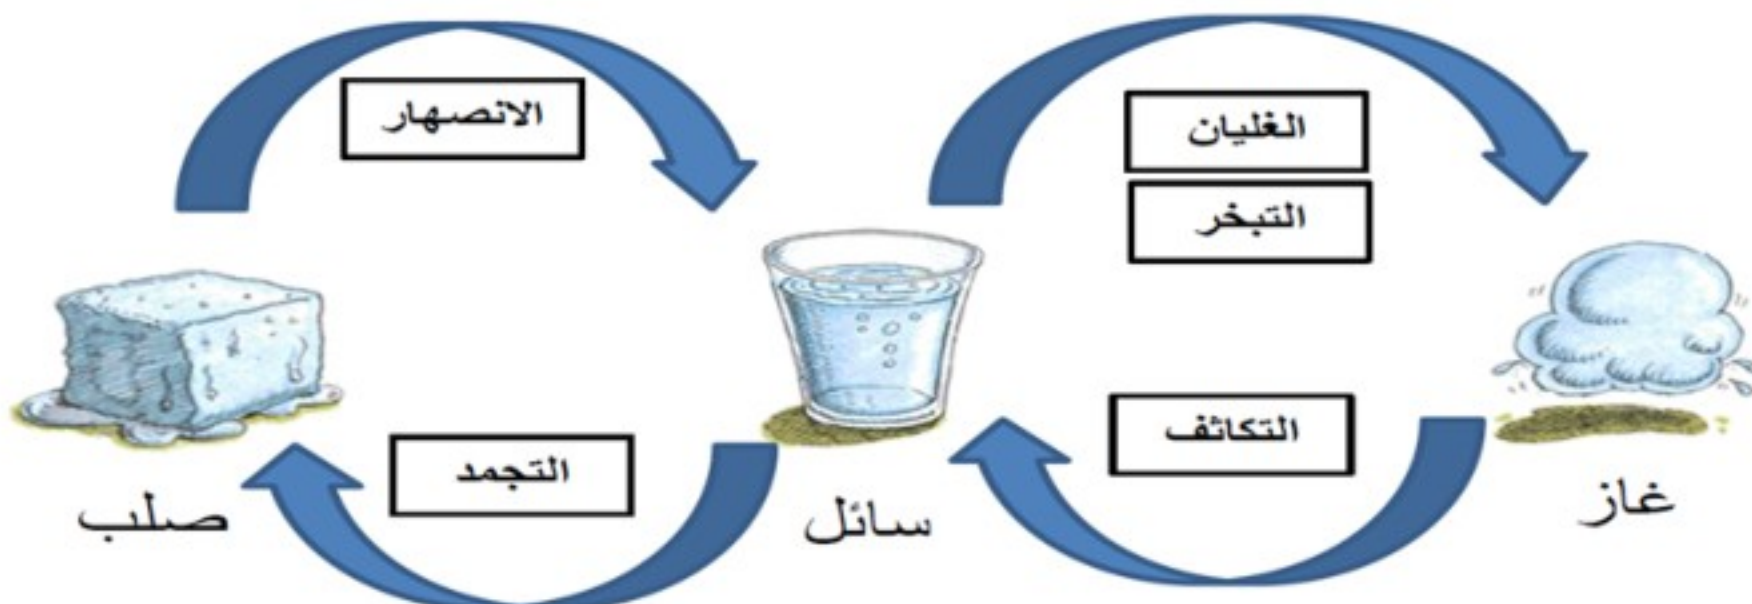 الغليان
الانصهار
التبخر
التكاثف
التجمد
غاز
سائل
صلب